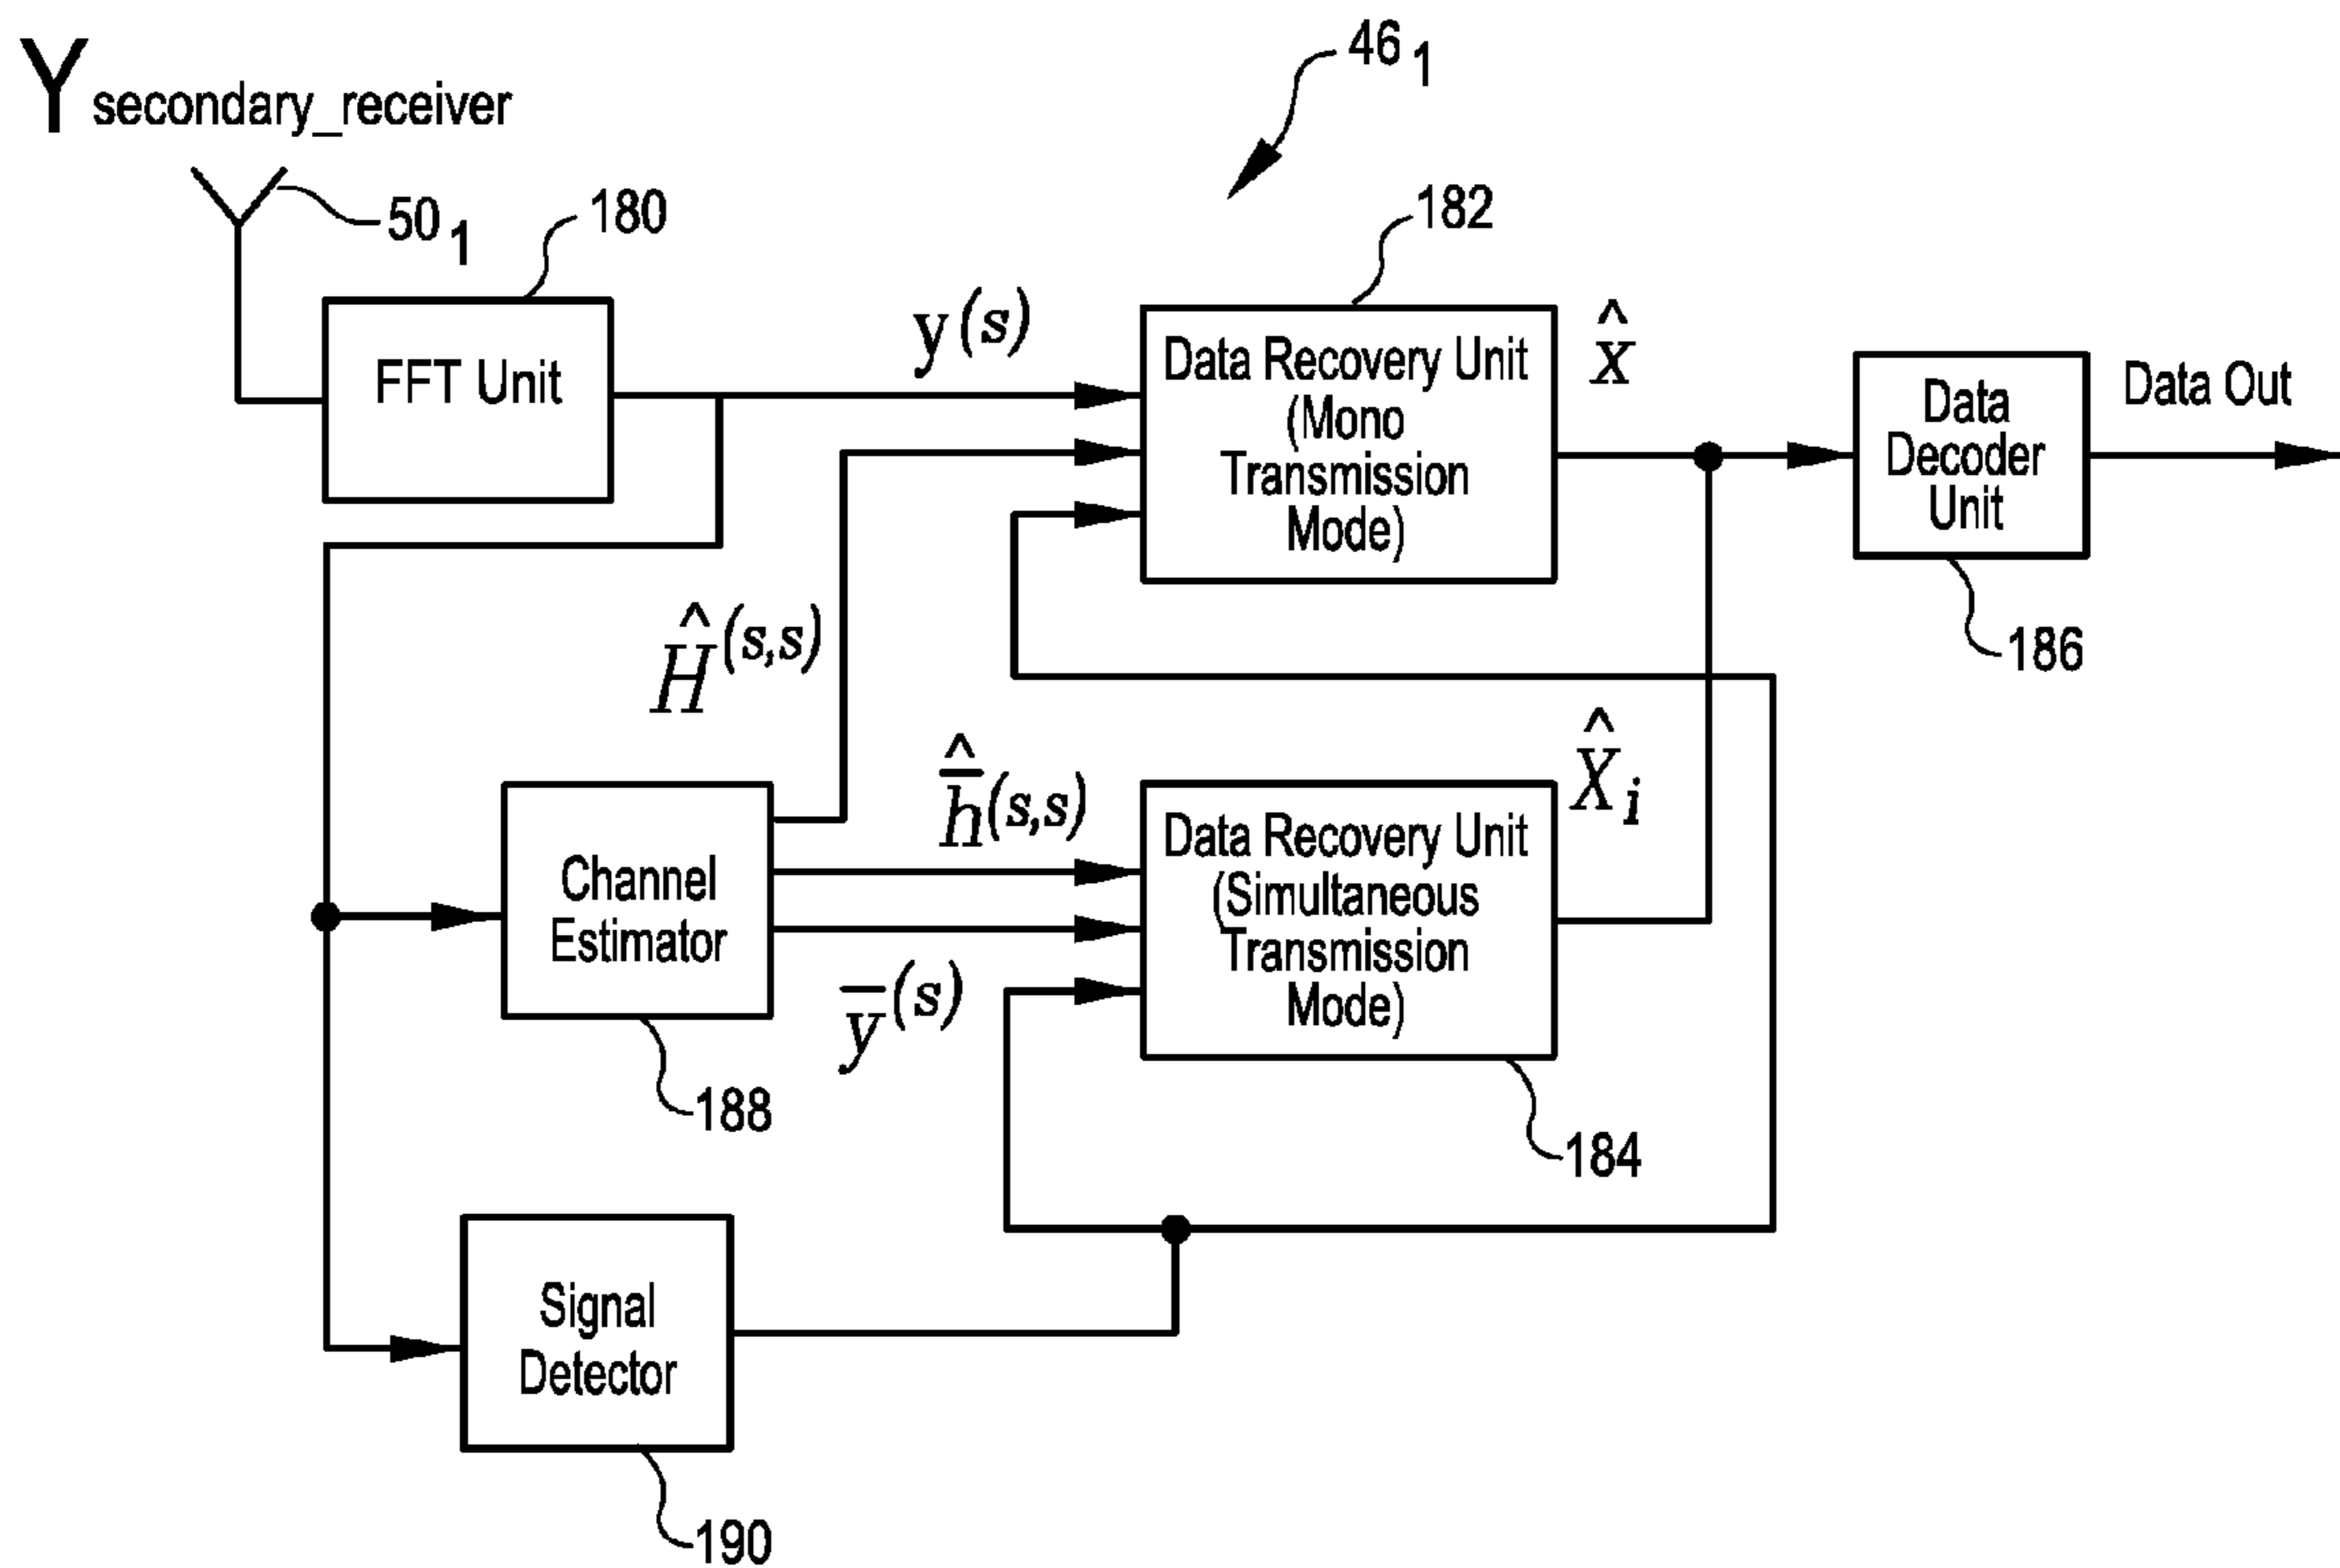 46 1
Y secondary_receiver
50 1
180
182
FFT Unit
y(s)
Data Recovery Unit
(Mono
Transmission
Mode)
x̂
Data
Decoder
Unit
Data Out
186
Ĥ(s,s)
h̅̂(s,s)
Channel
Estimator
y̅(s)
Data Recovery Unit
(Simultaneous
Transmission
Mode)
X̂i
188
184
Signal
Detector
190